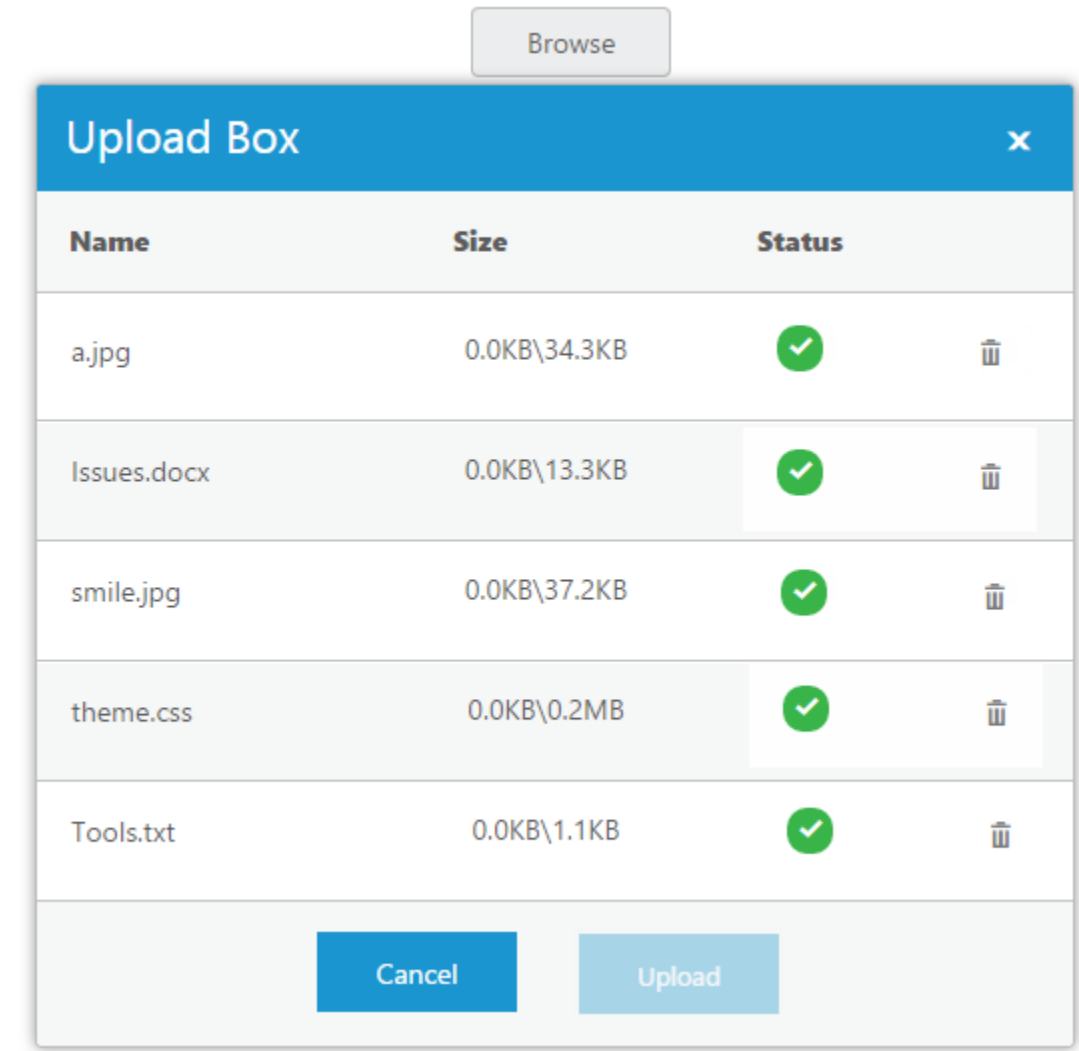 Browse
Upload Box
Name Size Status
a.jpg 0.0KB\34.3KB
Issues.docx 0.0KB\13.3KB
smile.jpg 0.0KB\37.2KB
theme.css 0.0KB\0.2MB
Tools.txt 0.0KB\1.1KB
Cancel Upload